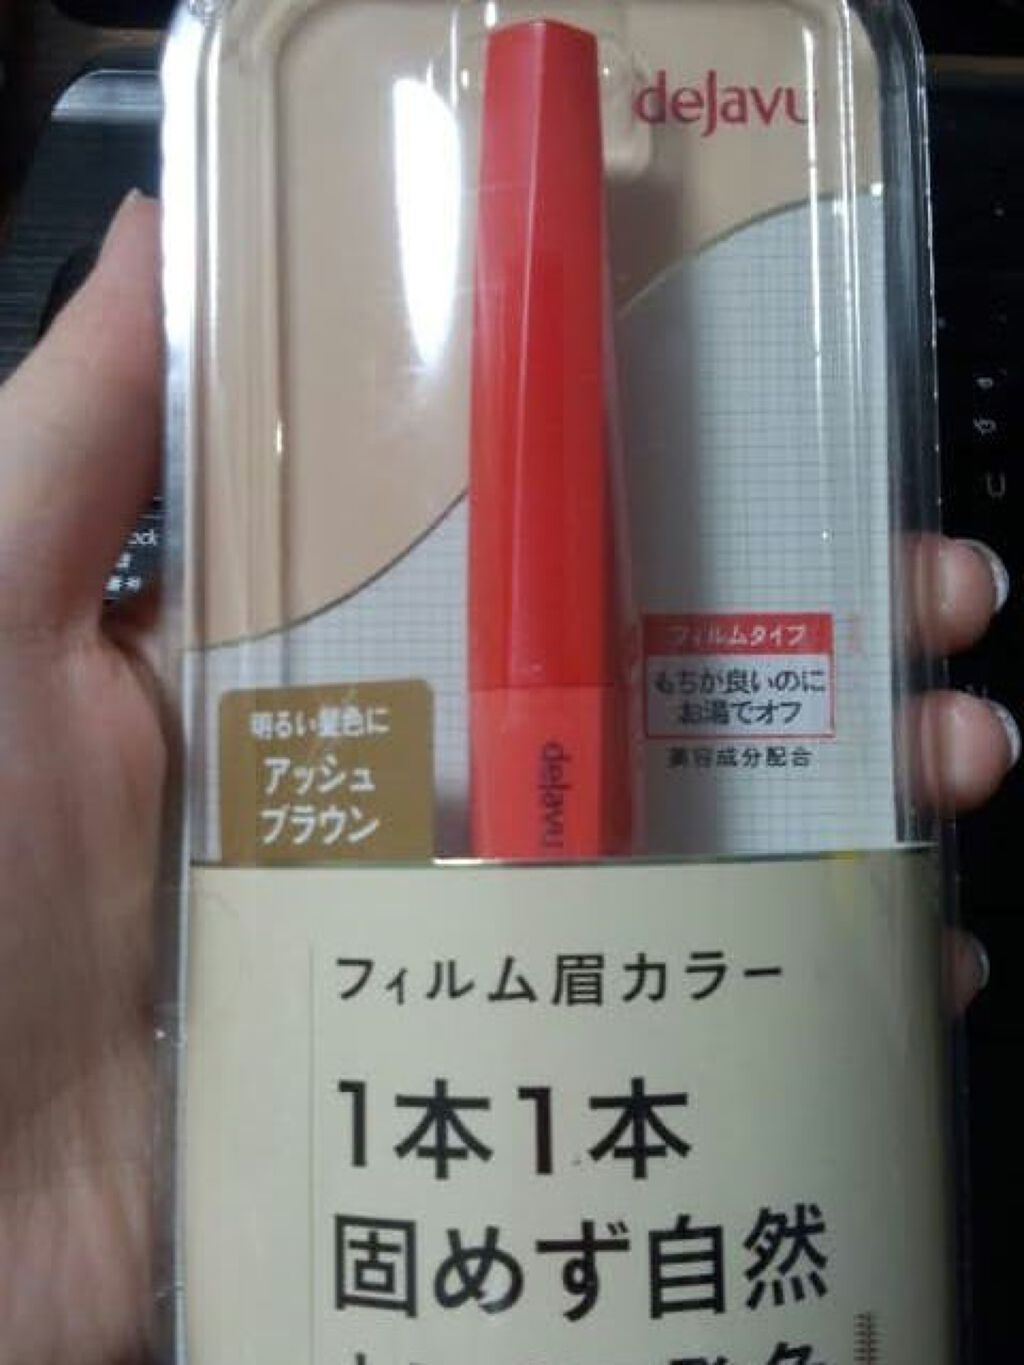 dejavu
フィルムタイプ
もちが良いのに
お湯でオフ
美容成分配合
明るい髪色に
アッシュ
ブラウン
dejavu
フィルム眉カラー
1本1本
固めず自然